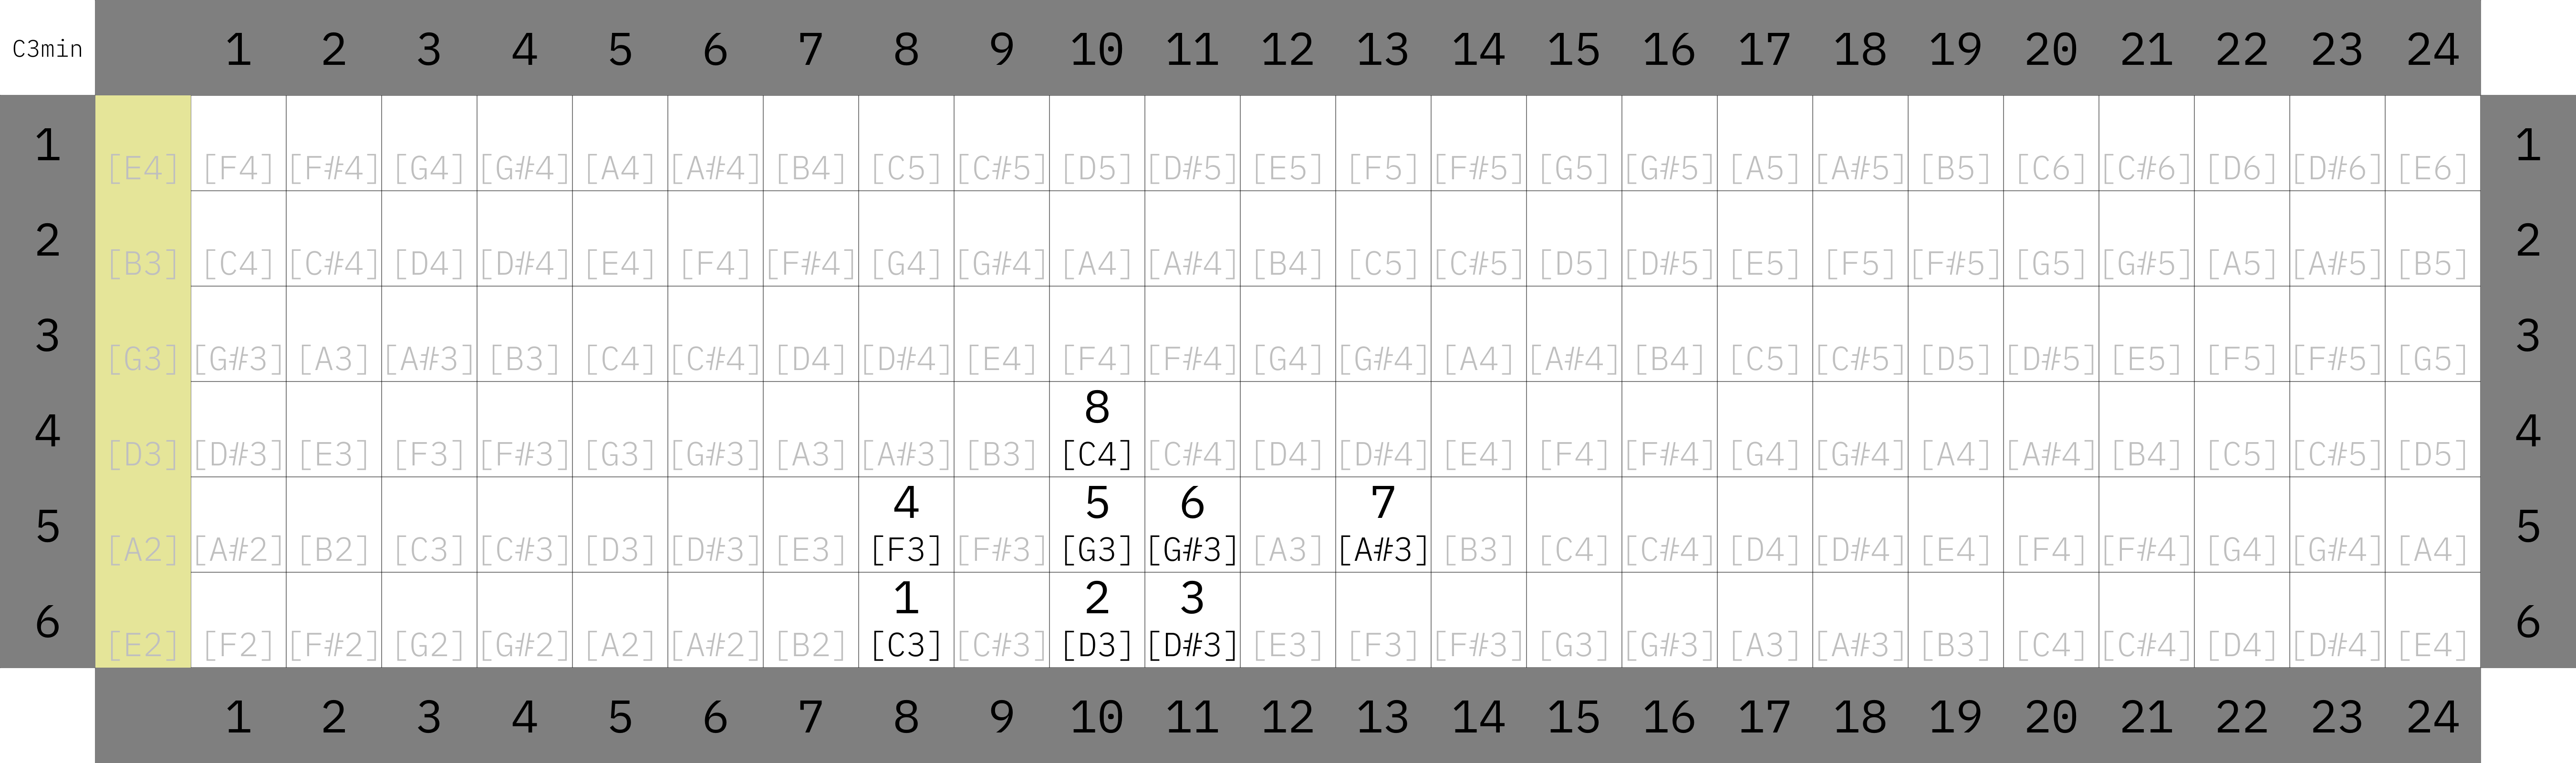 C3min 1 2 3 4 5 6 7 8 9 10 11 12 13 14 15 16 17 18 19 20 21 22 23 24
1 [E4] [F4] [F#4] [G4] [G#4] [A4] [A#4] [B4] [C5] [C#5] [D5] [D#5] [E5] [F5] [F#5] [G5] [G#5] [A5] [A#5] [B5] [C6] [C#6] [D6] [D#6] [E6] 1
2 [B3] [C4] [C#4] [D4] [D#4] [E4] [F4] [F#4] [G4] [G#4] [A4] [A#4] [B4] [C5] [C#5] [D5] [D#5] [E5] [F5] [F#5] [G5] [G#5] [A5] [A#5] [B5] 2
3 [G3] [G#3] [A3] [A#3] [B3] [C4] [C#4] [D4] [D#4] [E4] [F4] [F#4] [G4] [G#4] [A4] [A#4] [B4] [C5] [C#5] [D5] [D#5] [E5] [F5] [F#5] [G5] 3
8
4 [D3] [D#3] [E3] [F3] [F#3] [G3] [G#3] [A3] [A#3] [B3] [C4] [C#4] [D4] [D#4] [E4] [F4] [F#4] [G4] [G#4] [A4] [A#4] [B4] [C5] [C#5] [D5] 4
4 5 6 7
5 [A2] [A#2] [B2] [C3] [C#3] [D3] [D#3] [E3] [F3] [F#3] [G3] [G#3] [A3] [A#3] [B3] [C4] [C#4] [D4] [D#4] [E4] [F4] [F#4] [G4] [G#4] [A4] 5
1 2 3
6 [E2] [F2] [F#2] [G2] [G#2] [A2] [A#2] [B2] [C3] [C#3] [D3] [D#3] [E3] [F3] [F#3] [G3] [G#3] [A3] [A#3] [B3] [C4] [C#4] [D4] [D#4] [E4] 6
1 2 3 4 5 6 7 8 9 10 11 12 13 14 15 16 17 18 19 20 21 22 23 24